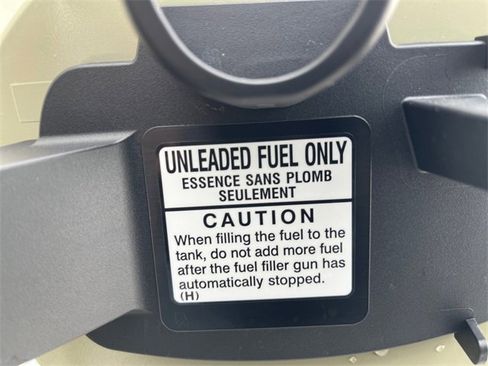 UNLEADED FUEL ONLY
ESSENCE SANS PLOMB
SEULEMENT
CAUTION
When filling the fuel to the
tank, do not add more fuel
after the fuel filler gun has
automatically stopped.
(H)